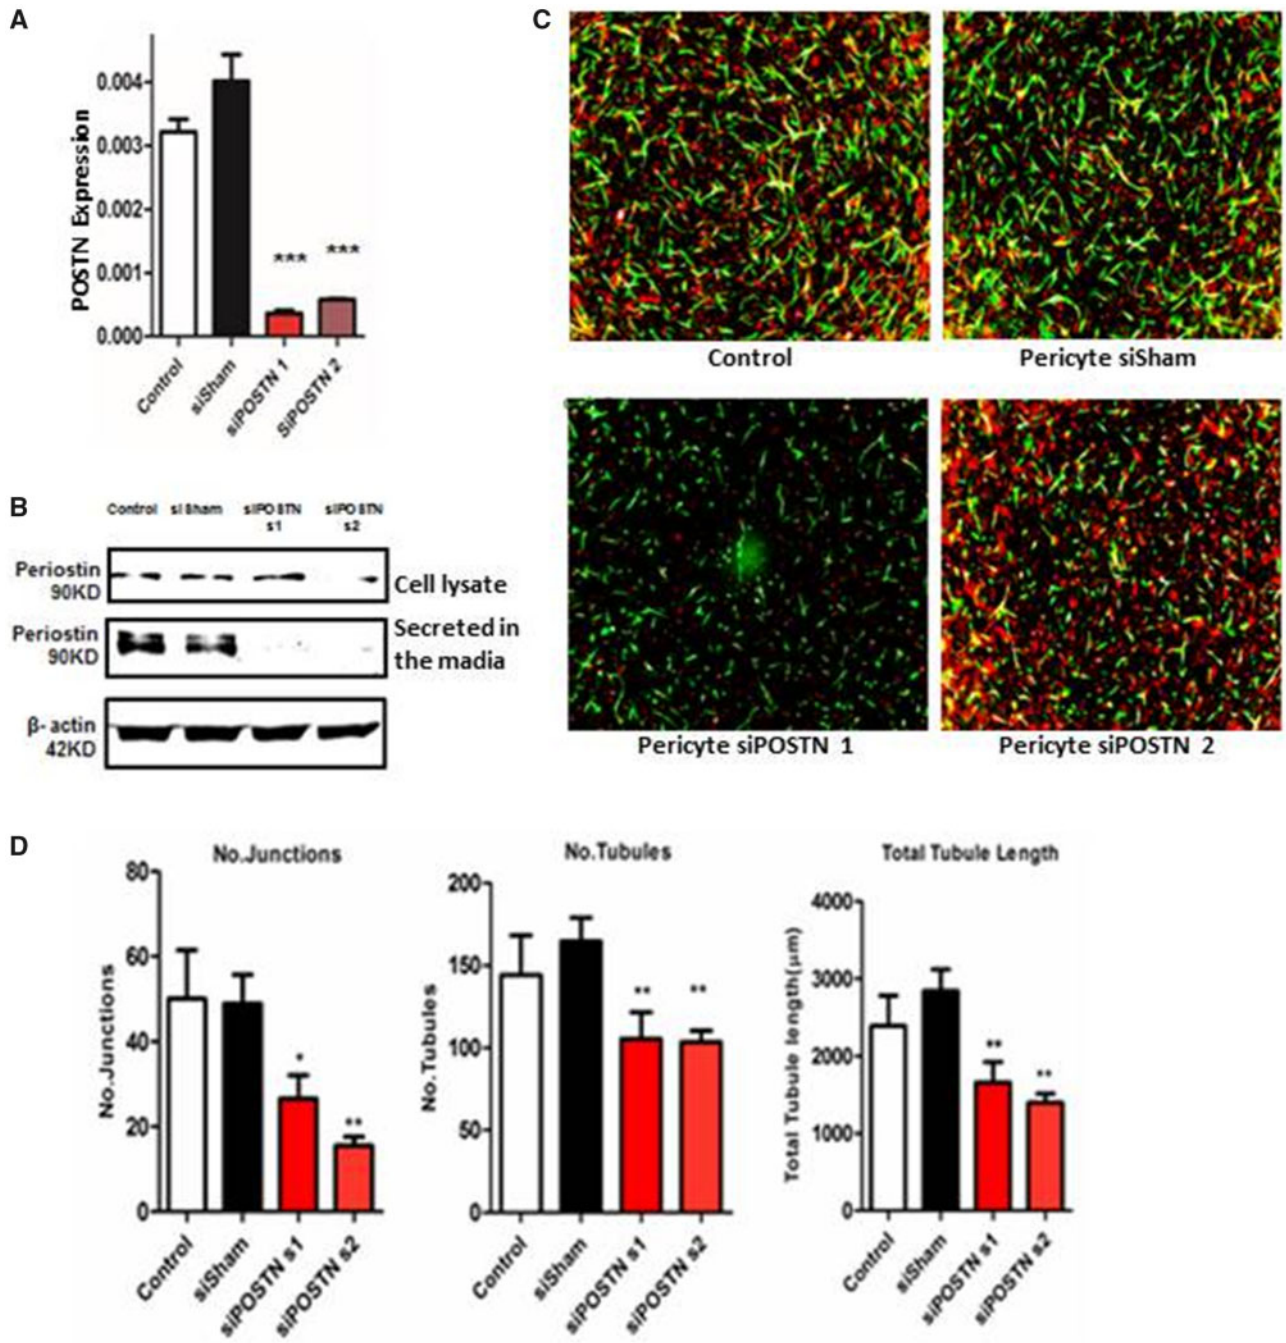 A
POSTN Expression
0.004
0.003
0.002
0.001
0.000
***
***
Control
siSham
siPOSTN 1
SiPOSTN 2
B
Control siSham siPOSTN s1 siPOSTN s2
Periostin
90KD
Cell lysate
Periostin
90KD
Secreted in
the madia
β- actin
42KD
C
Control
Pericyte siSham
Pericyte siPOSTN 1
Pericyte siPOSTN 2
D
No.Junctions
No.Junctions
80
60
40
20
0
*
**
Control
siSham
siPOSTN s1
siPOSTN s2
No.Tubules
No.Tubules
200
150
100
50
0
**
**
Control
siSham
siPOSTN s1
siPOSTN s2
Total Tubule Length
Total Tubule length(μm)
4000
3000
2000
1000
0
**
**
Control
siSham
siPOSTN s1
siPOSTN s2